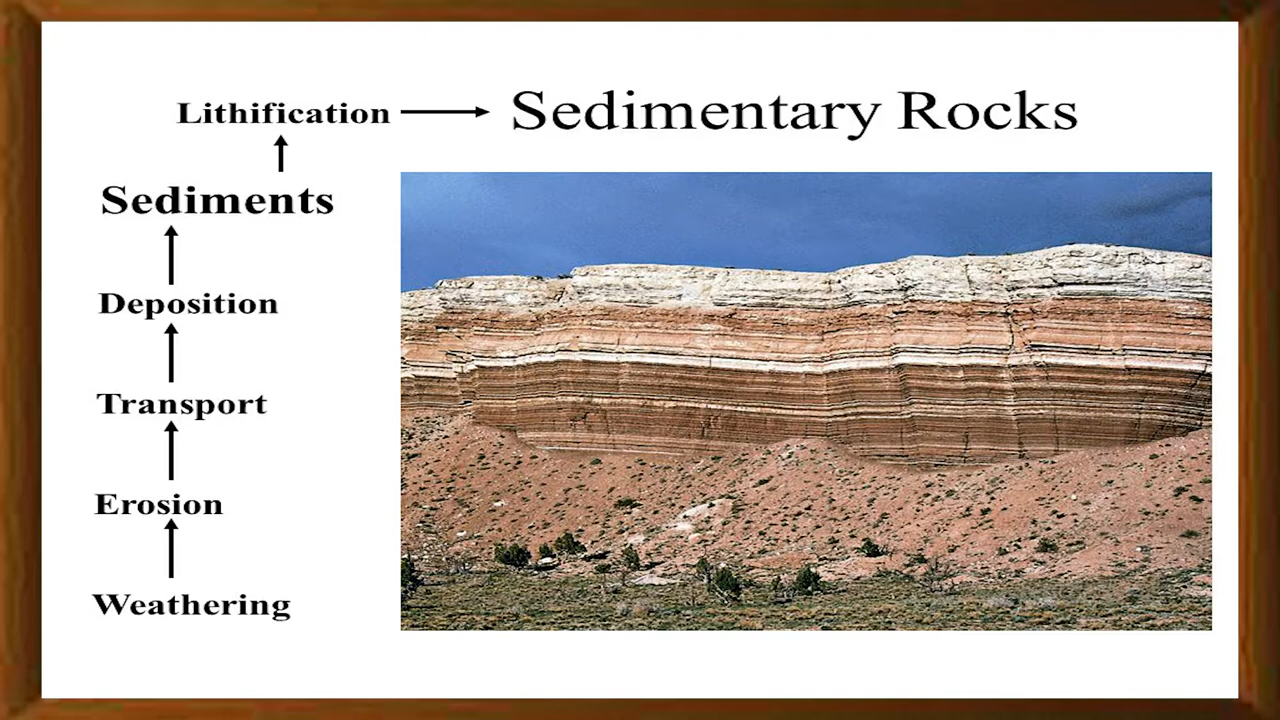 Lithification
Sedimentary Rocks
Sediments
Deposition
Transport
Erosion
Weathering